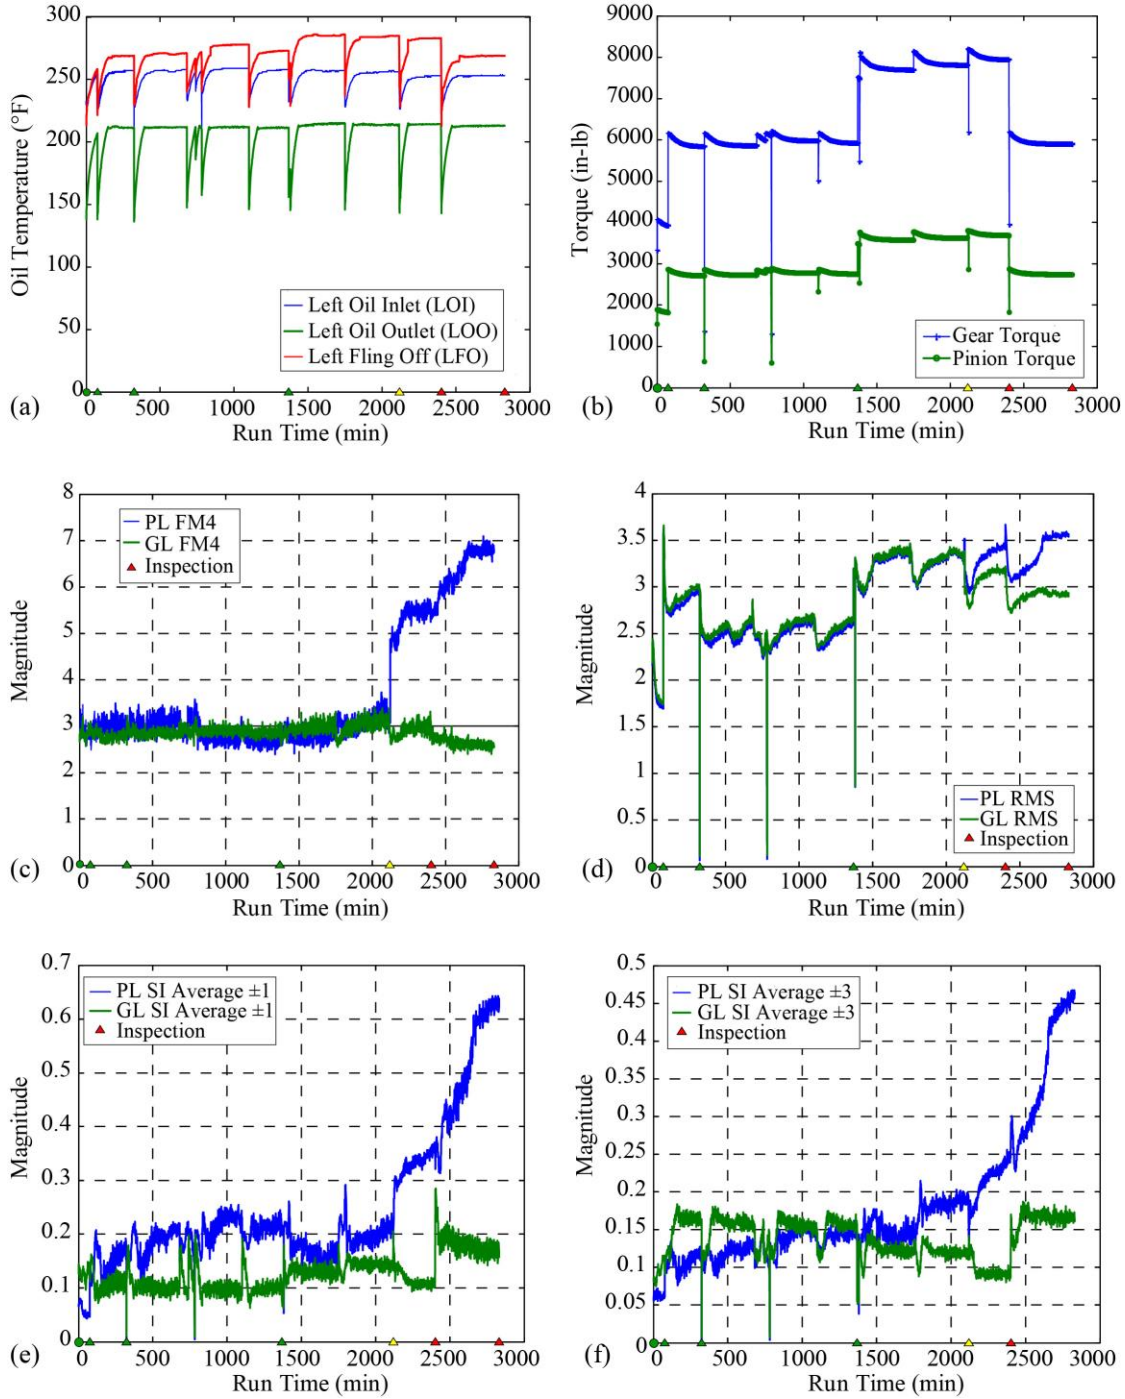 300
250
200
150
100
50
0
Oil Temperature (°F)
Left Oil Inlet (LOI)
Left Oil Outlet (LOO)
Left Fling Off (LFO)
0 500 1000 1500 2000 2500 3000
Run Time (min)
(a)
9000
8000
7000
6000
5000
4000
3000
2000
1000
0
Torque (in-lb)
Gear Torque
Pinion Torque
0 500 1000 1500 2000 2500 3000
Run Time (min)
(b)
8
7
6
5
4
3
2
1
0
Magnitude
PL FM4
GL FM4
Inspection
0 500 1000 1500 2000 2500 3000
Run Time (min)
(c)
4
3.5
3
2.5
2
1.5
1
0.5
0
Magnitude
PL RMS
GL RMS
Inspection
0 500 1000 1500 2000 2500 3000
Run Time (min)
(d)
0.7
0.6
0.5
0.4
0.3
0.2
0.1
0
Magnitude
PL SI Average ±1
GL SI Average ±1
Inspection
0 500 1000 1500 2000 2500 3000
Run Time (min)
(e)
0.5
0.45
0.4
0.35
0.3
0.25
0.2
0.15
0.1
0.05
0
Magnitude
PL SI Average ±3
GL SI Average ±3
Inspection
0 500 1000 1500 2000 2500 3000
Run Time (min)
(f)